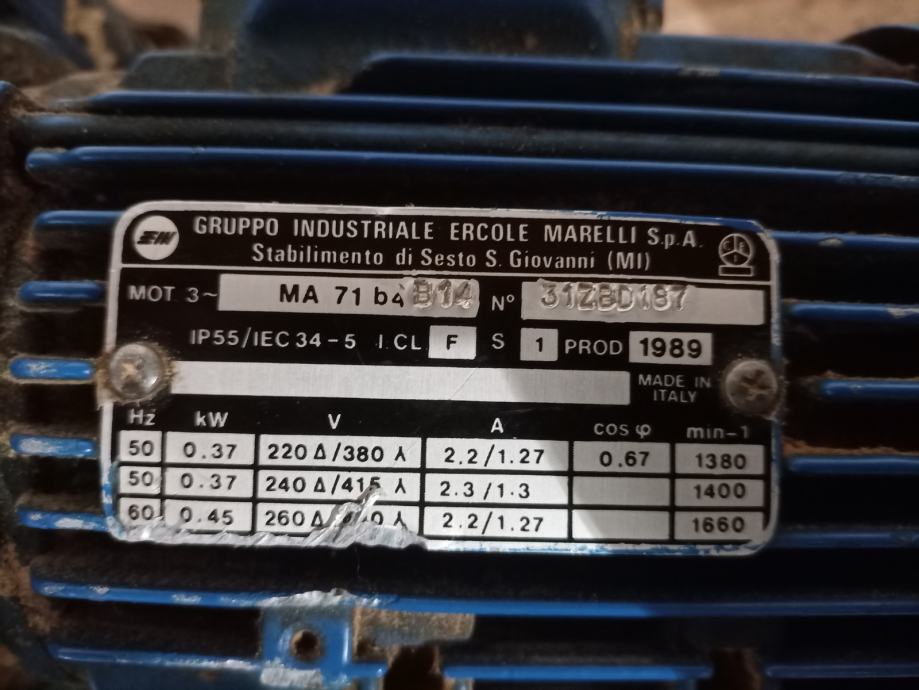 GRUPPO INDUSTRIALE ERCOLE MARELLI S.p.A.
Stabilimento di Sesto S. Giovanni (MI)
MOT 3~ MA 71 b4 B14 N° 31ZBD187
IP55/IEC 34-5 I.CL F S 1 PROD 1989
MADE IN
ITALY
Hz kW V A cos φ min-1
50 0.37 220 Δ/380 ⅄ 2.2/1.27 0.67 1380
50 0.37 240 Δ/415 ⅄ 2.3/1.3 1400
60 0.45 260 Δ ⅄ 2.2/1.27 1660